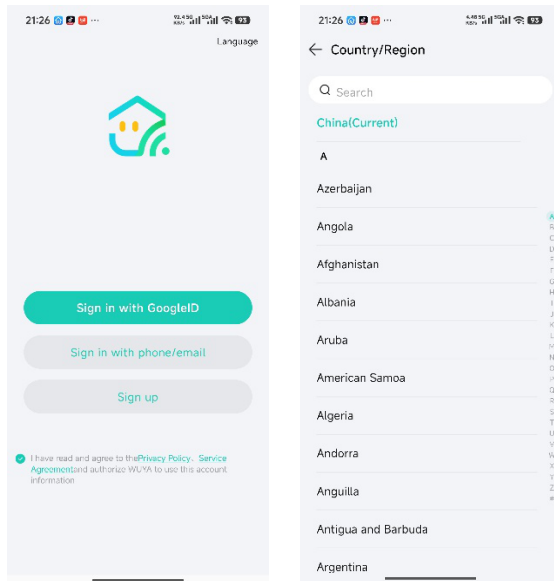 21:26
93
Language
Sign in with GoogleID
Sign in with phone/email
Sign up
I have read and agree to thePrivacy Policy、Service
Agreementand authorize WUYA to use this account
information
21:26
93
Country/Region
Search
China(Current)
A
Azerbaijan
Angola
Afghanistan
Albania
Aruba
American Samoa
Algeria
Andorra
Anguilla
Antigua and Barbuda
Argentina